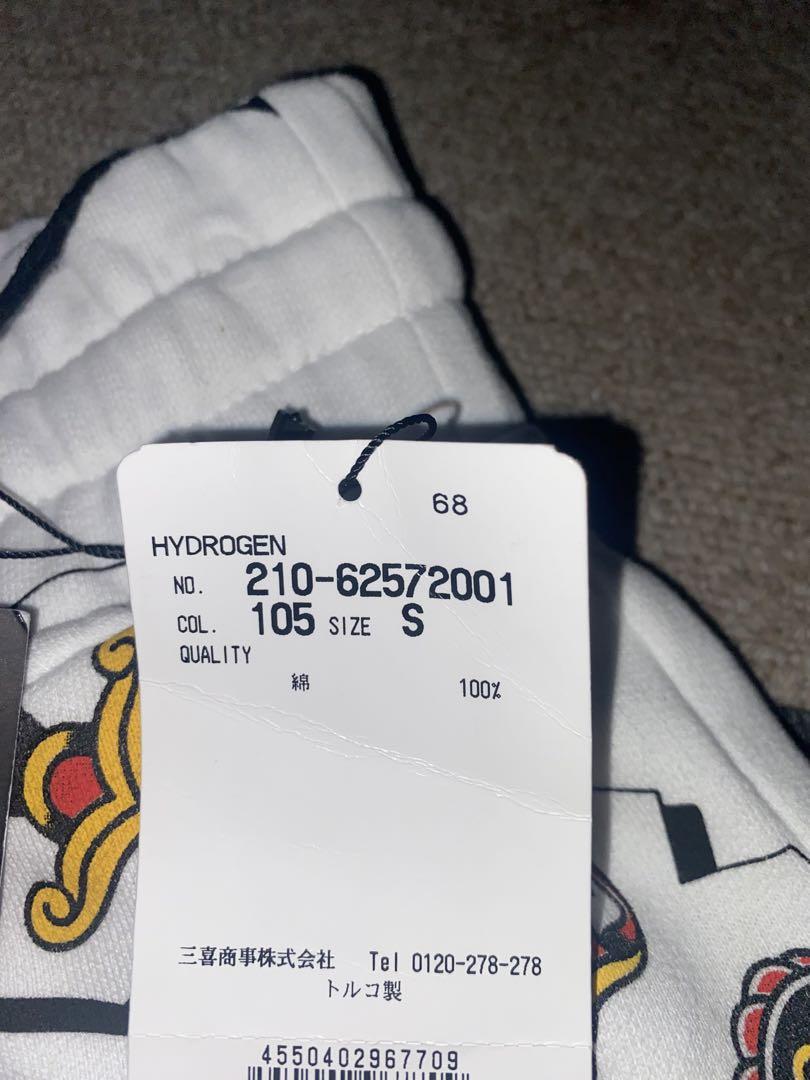 68
HYDROGEN
NO. 210-62572001
COL. 105 SIZE S
QUALITY
綿 100%
三喜商事株式会社 Tel 0120-278-278
トルコ製
4550402967709